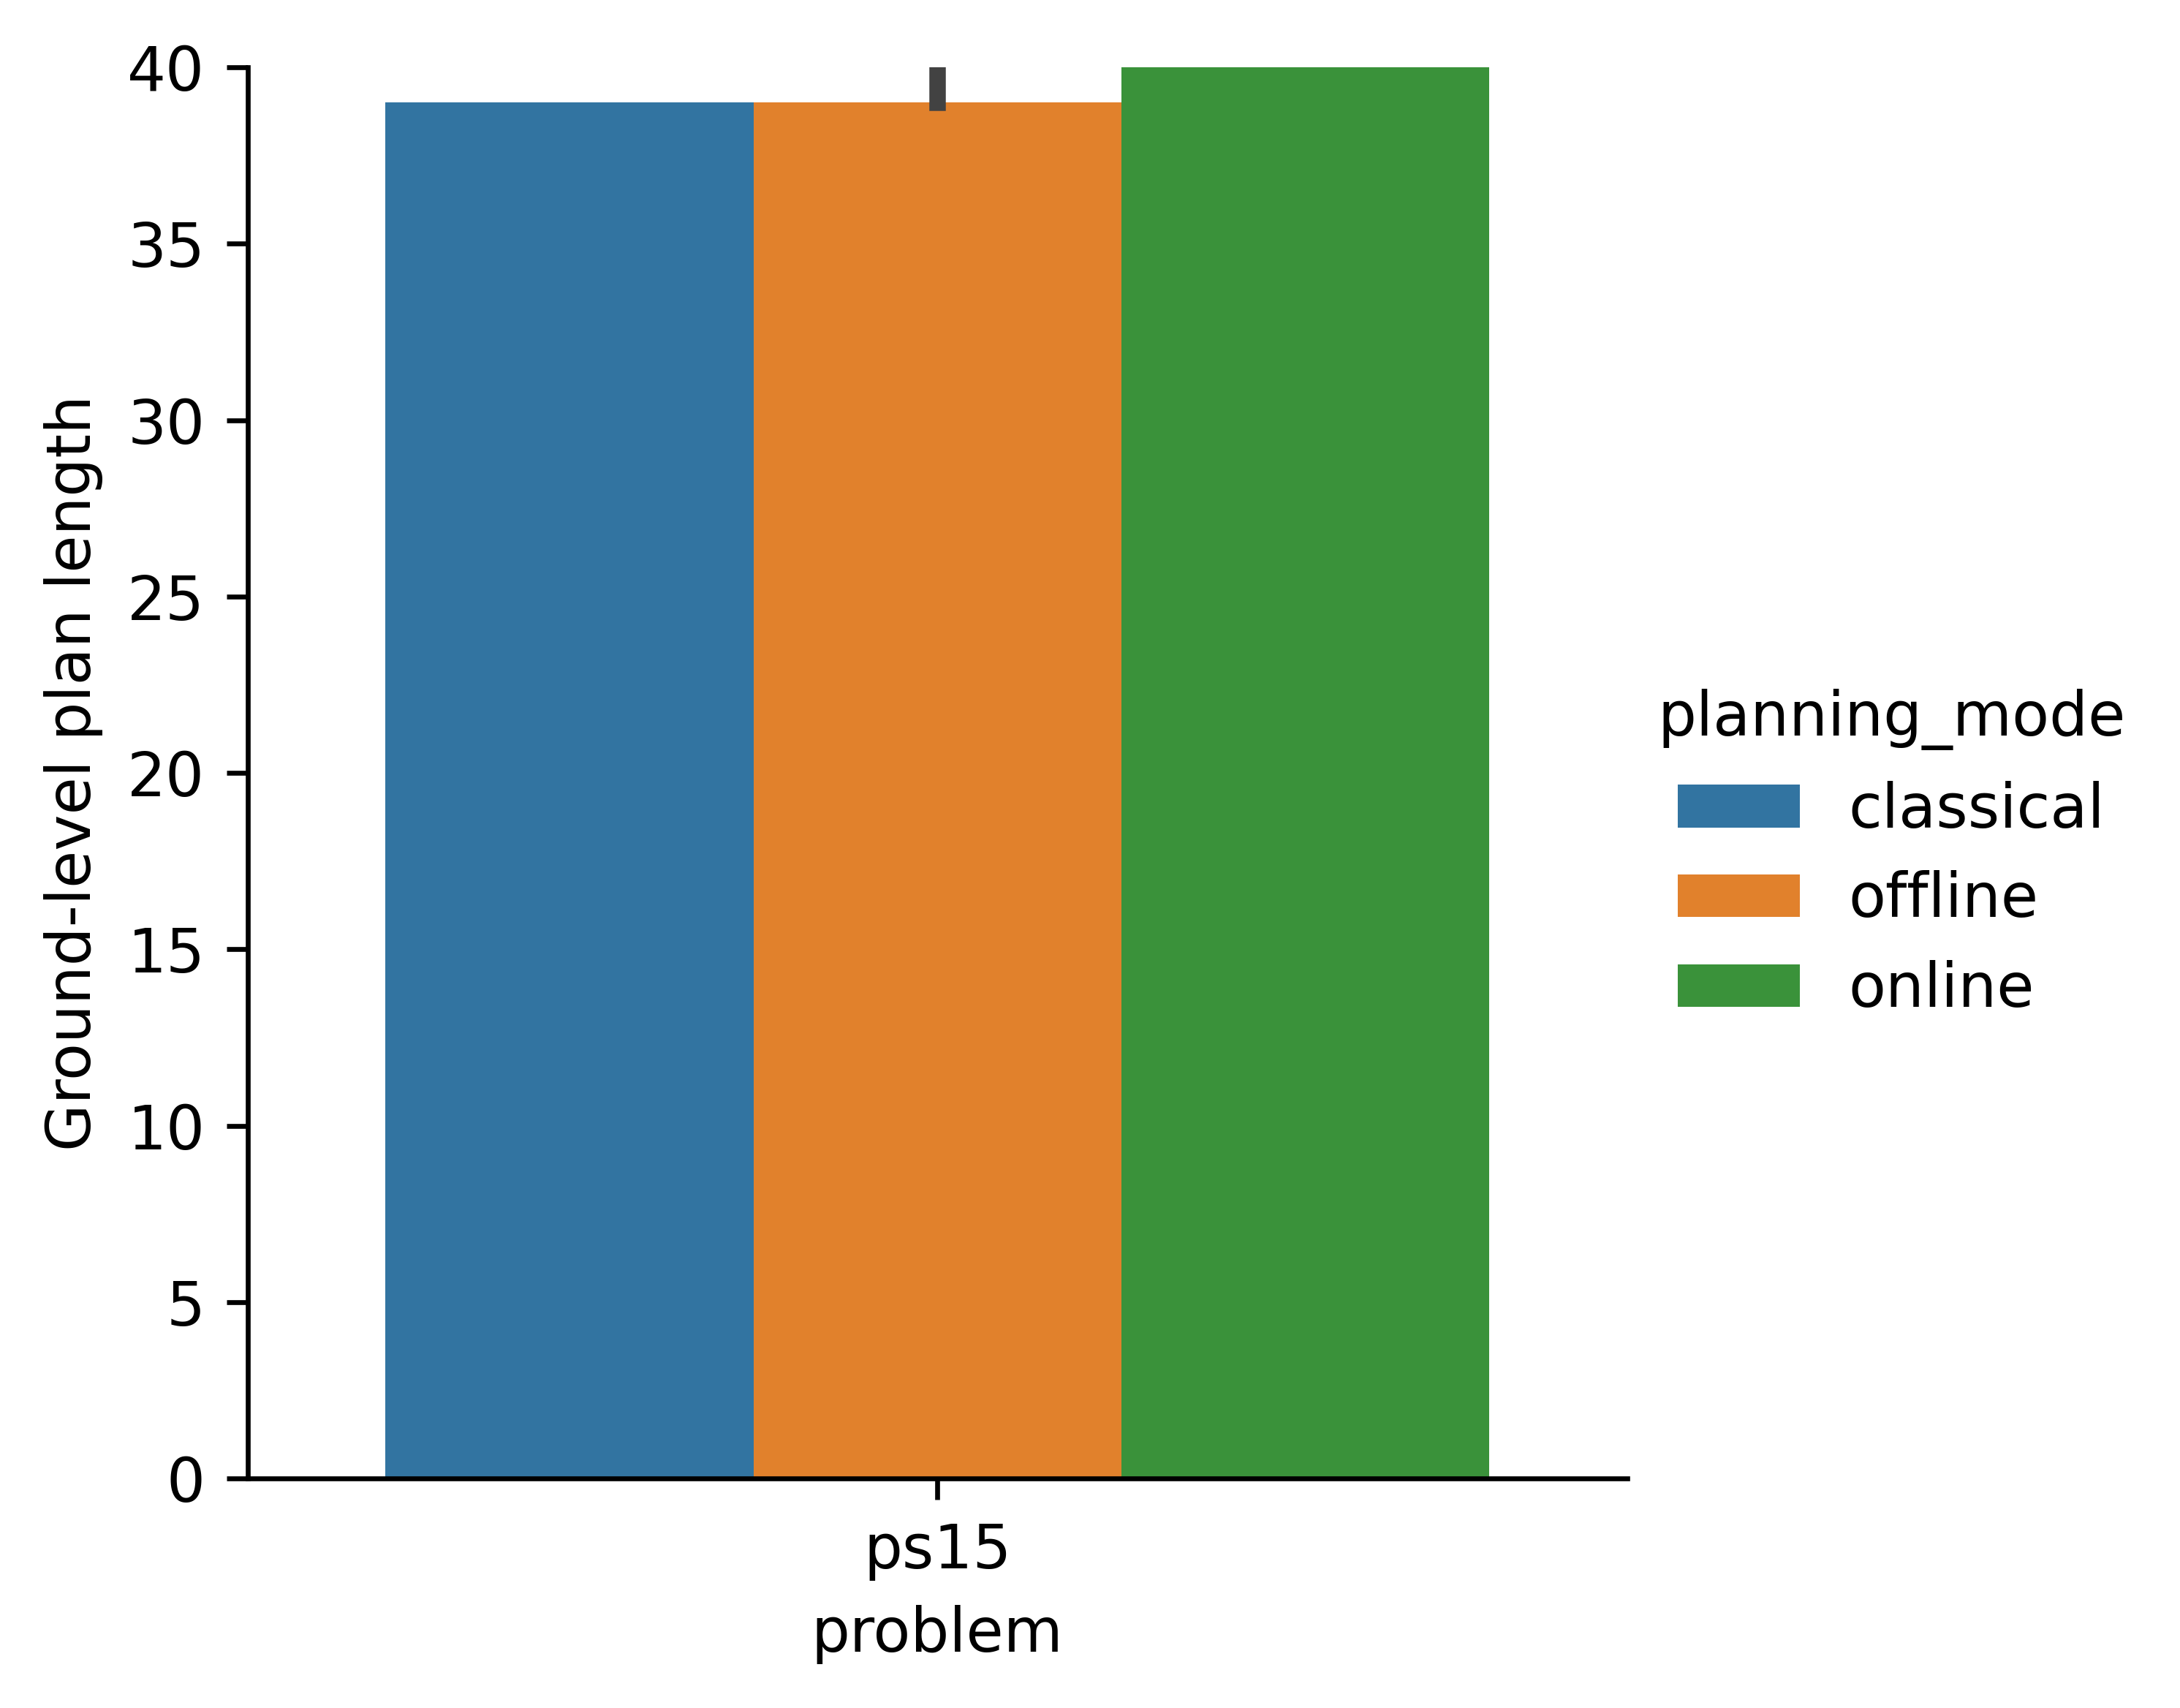 Ground-level plan length
40
35
30
25
20
15
10
5
0
ps15
problem
planning_mode
classical
offline
online